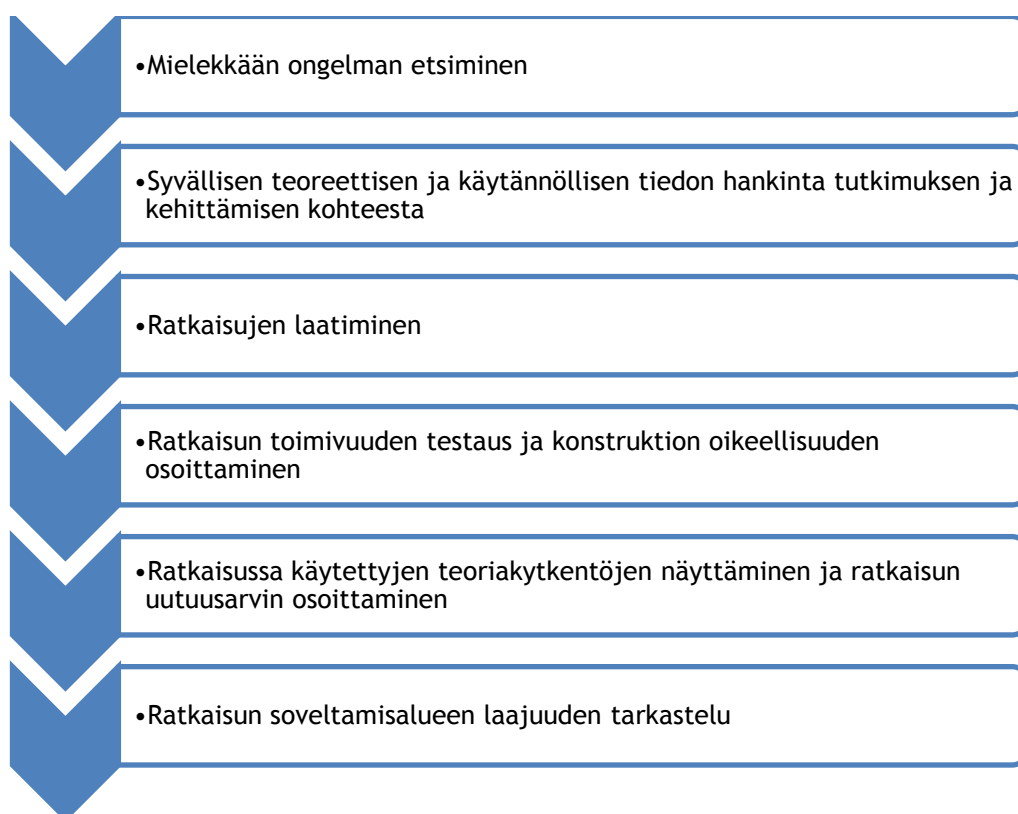 •Mielekkään ongelman etsiminen
•Syvällisen teoreettisen ja käytännöllisen tiedon hankinta tutkimuksen ja
kehittämisen kohteesta
•Ratkaisujen laatiminen
•Ratkaisun toimivuuden testaus ja konstruktion oikeellisuuden
osoittaminen
•Ratkaisussa käytettyjen teoriakytkentöjen näyttäminen ja ratkaisun
uutuusarvin osoittaminen
•Ratkaisun soveltamisalueen laajuuden tarkastelu